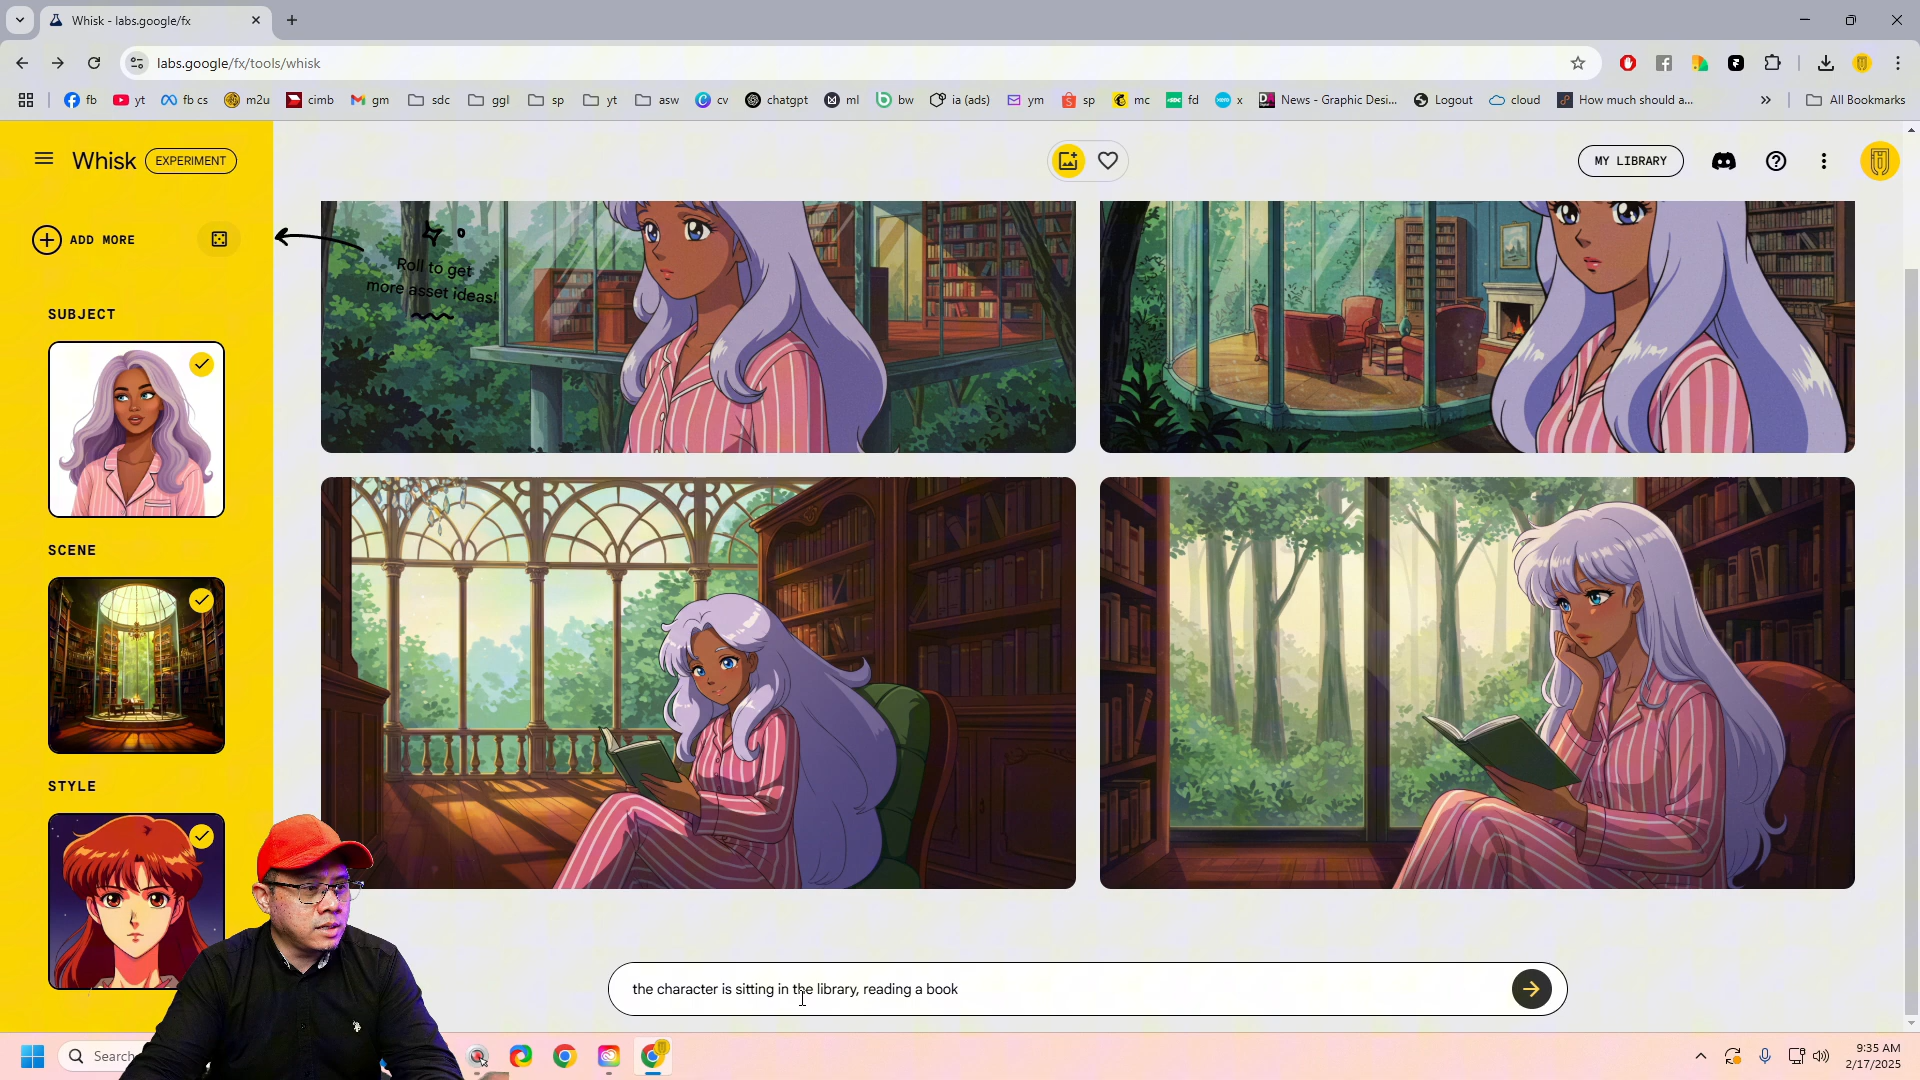 Whisk - labs.google/fx
labs.google/fx/tools/whisk
fb
yt
fb cs
m2u
cimb
gm
sdc
ggl
sp
yt
asw
cv
chatgpt
ml
bw
ia (ads)
ym
sp
mc
fd
x
News - Graphic Desi...
Logout
cloud
How much should a...
All Bookmarks
Whisk EXPERIMENT
MY LIBRARY
ADD MORE
Roll to get
more asset ideas!
SUBJECT
SCENE
STYLE
the character is sitting in the library, reading a book
Search
9:35 AM
2/17/2025